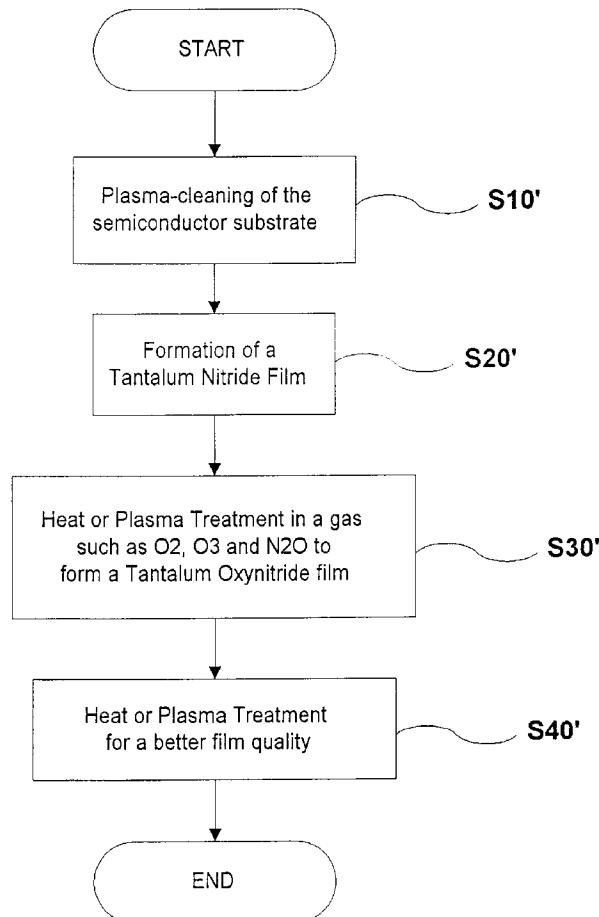 START
Plasma-cleaning of the
semiconductor substrate
S10'
Formation of a
Tantalum Nitride Film
S20'
Heat or Plasma Treatment in a gas
such as O2, O3 and N2O to
form a Tantalum Oxynitride film
S30'
Heat or Plasma Treatment
for a better film quality
S40'
END